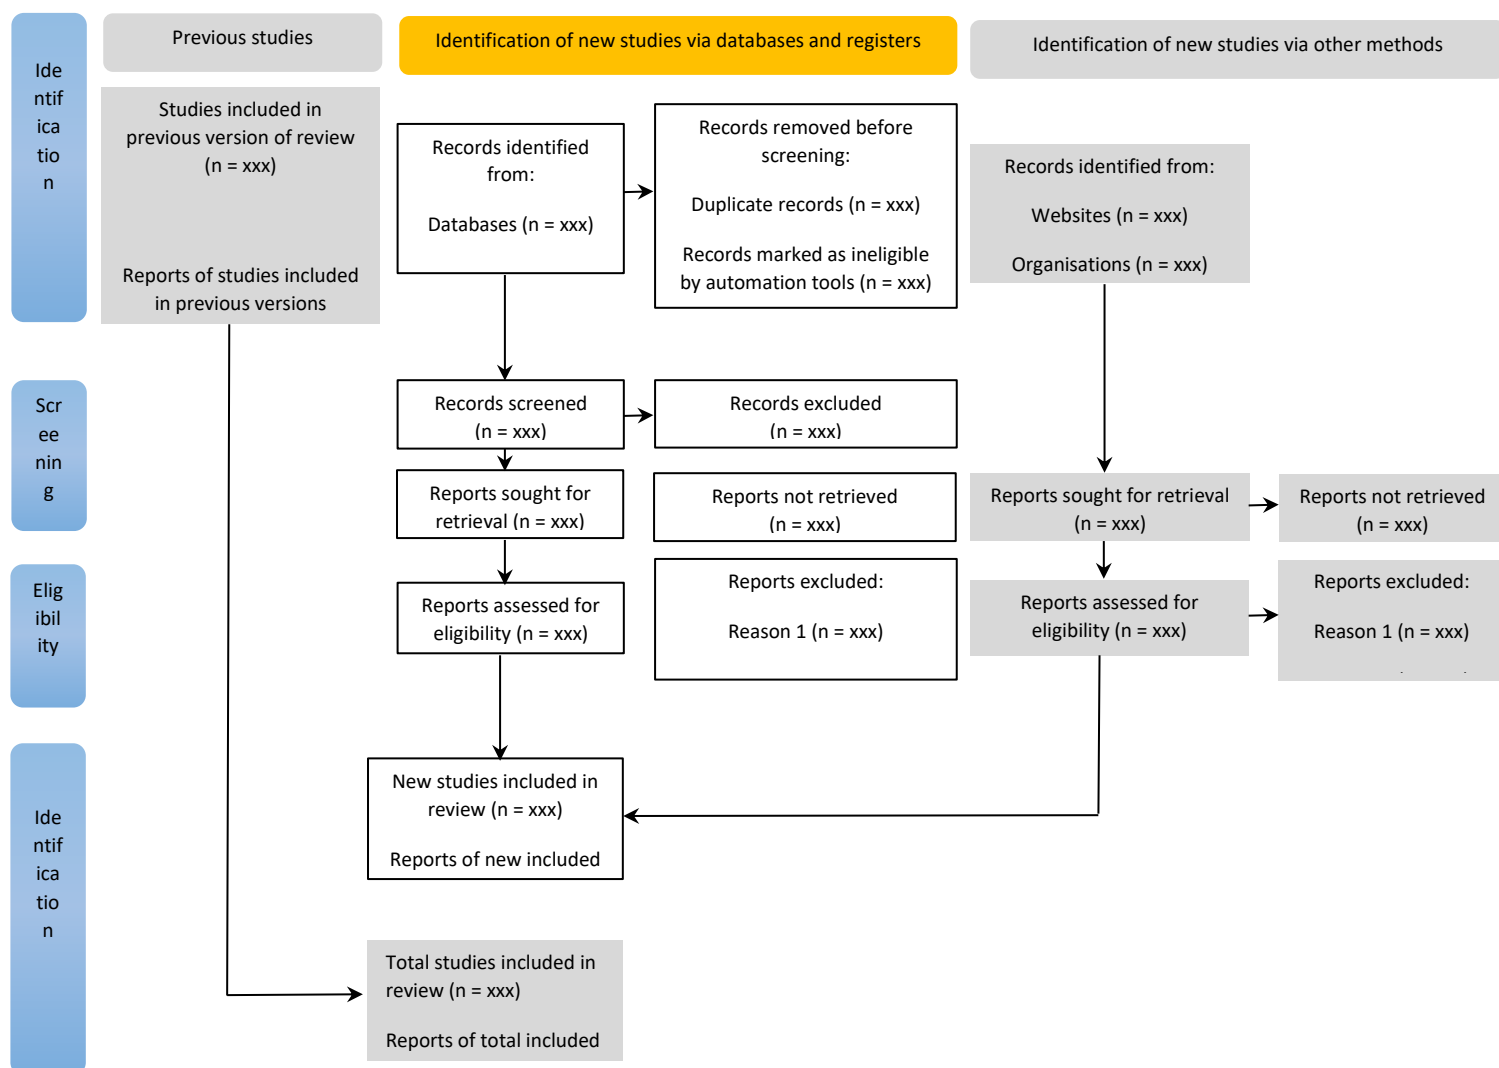 Previous studies
Identification of new studies via databases and registers
Identification of new studies via other methods
Ide
ntif
ica
tio
n
Studies included in
previous version of review
(n = xxx)
Reports of studies included
in previous versions
Records identified
from:
Databases (n = xxx)
Records removed before
screening:
Duplicate records (n = xxx)
Records marked as ineligible
by automation tools (n = xxx)
Records identified from:
Websites (n = xxx)
Organisations (n = xxx)
Scr
ee
nin
g
Records screened
(n = xxx)
Records excluded
(n = xxx)
Reports sought for
retrieval (n = xxx)
Reports not retrieved
(n = xxx)
Reports sought for retrieval
(n = xxx)
Reports not retrieved
(n = xxx)
Elig
ibil
ity
Reports assessed for
eligibility (n = xxx)
Reports excluded:
Reason 1 (n = xxx)
Reports assessed for
eligibility (n = xxx)
Reports excluded:
Reason 1 (n = xxx)
Ide
ntif
ica
tio
n
New studies included in
review (n = xxx)
Reports of new included
Total studies included in
review (n = xxx)
Reports of total included